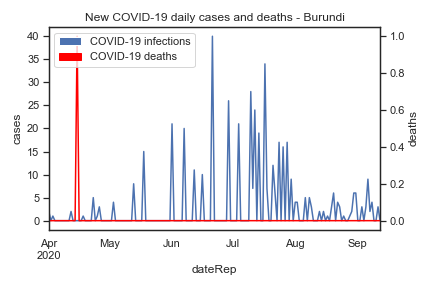 New COVID-19 daily cases and deaths - Burundi
COVID-19 infections
COVID-19 deaths
40
35
30
25
20
15
10
5
0
cases
1.0
0.8
0.6
0.4
0.2
0.0
deaths
Apr May Jun Jul Aug Sep
2020
dateRep